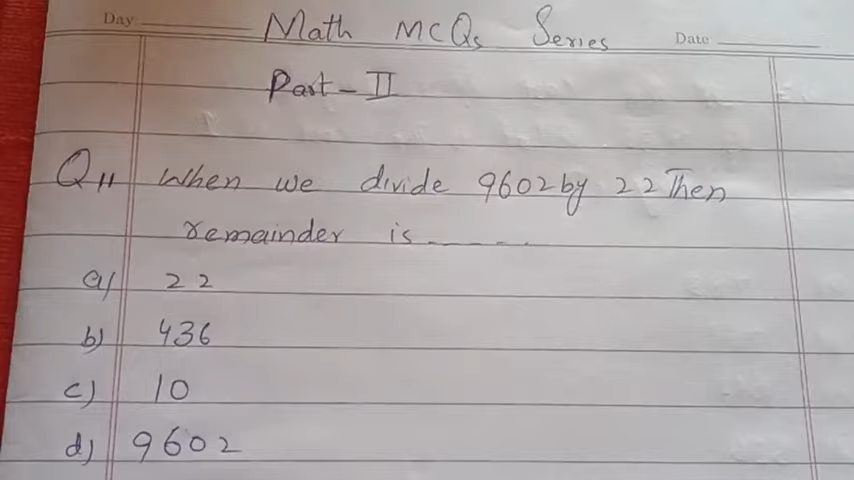 Day
Math MCQs Series
Date
Part-II
Q11 When we divide 9602 by 22 Then
remainder is-----
a) 22
b) 436
c) 10
d) 9602